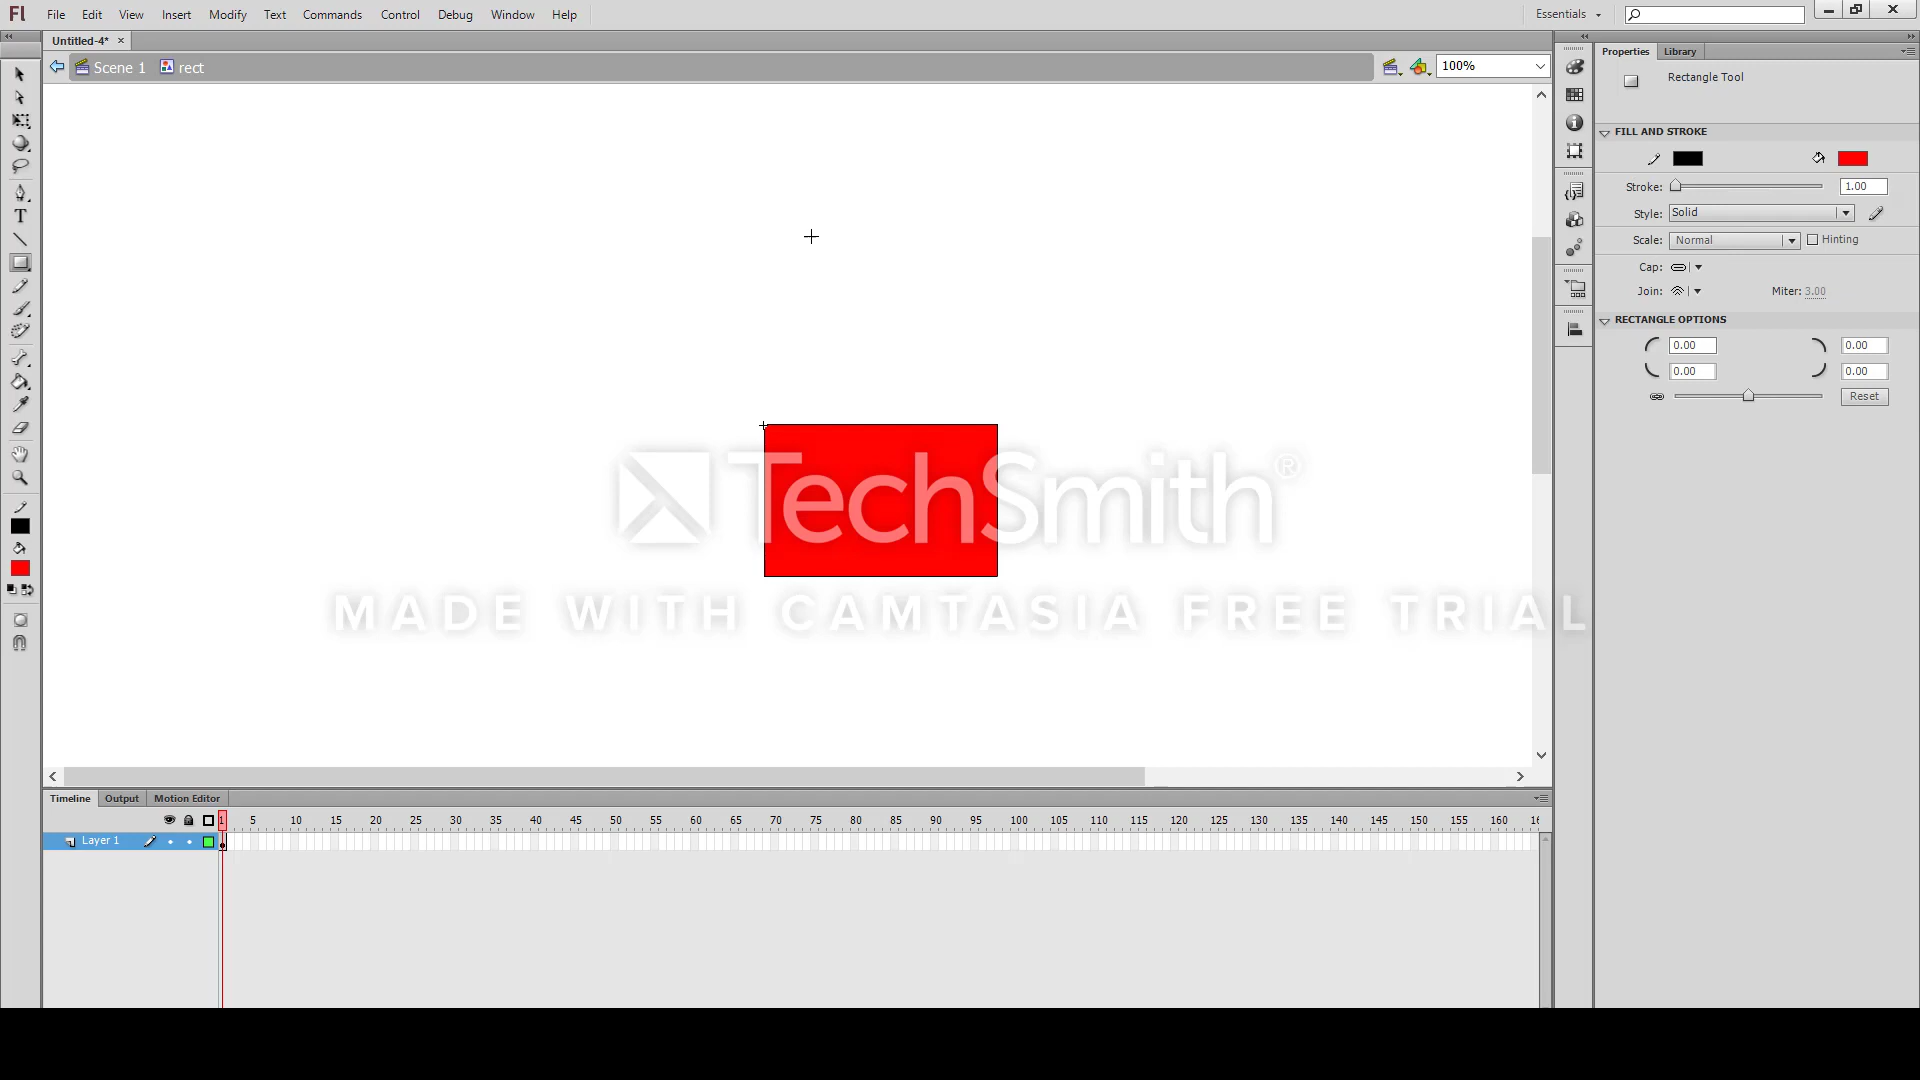 Fl File Edit View Insert Modify Text Commands Control Debug Window Help Essentials
Untitled-4* ×
Scene 1 rect 100%
Properties Library
Rectangle Tool
FILL AND STROKE
Stroke: 1.00
Style: Solid
Scale: Normal Hinting
Cap:
Join: Miter: 3.00
RECTANGLE OPTIONS
0.00 0.00
0.00 0.00
Reset
T
TechSmith®
MADE WITH CAMTASIA FREE TRIAL
Timeline Output Motion Editor
1 5 10 15 20 25 30 35 40 45 50 55 60 65 70 75 80 85 90 95 100 105 110 115 120 125 130 135 140 145 150 155 160
Layer 1